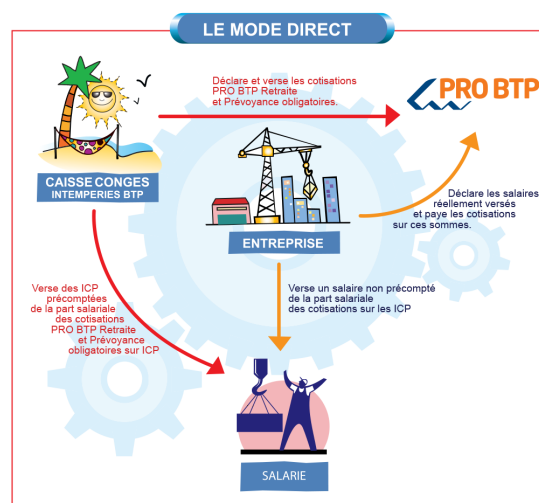 LE MODE DIRECT
Déclare et verse les cotisations
PRO BTP Retraite
et Prévoyance obligatoires.
PRO BTP
CAISSE CONGES
INTEMPERIES BTP
ENTREPRISE
Déclare les salaires
réellement versés
et paye les cotisations
sur ces sommes.
Verse des ICP
précomptées
de la part salariale
des cotisations
PRO BTP Retraite
et Prévoyance
obligatoires sur ICP
Verse un salaire non précompté
de la part salariale
des cotisations sur les ICP
SALARIE